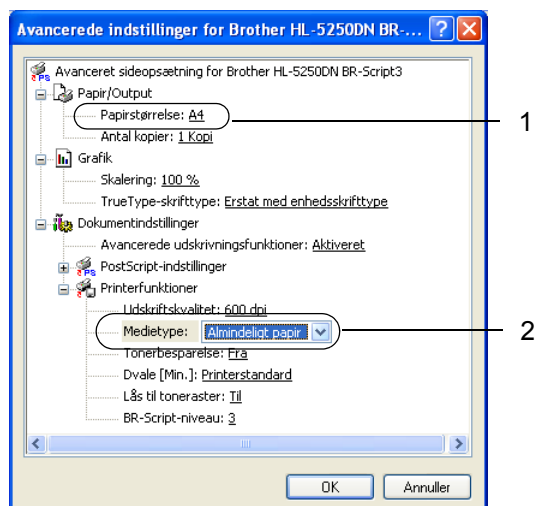 Avancerede indstillinger for Brother HL-5250DN BR-...
Avanceret sideopsætning for Brother HL-5250DN BR-Script3
Papir/Output
Papirstørrelse: A4
1
Antal kopier: 1 Kopi
Grafik
Skalering: 100 %
TrueType-skrifttype: Erstat med enhedsskrifttype
Dokumentindstillinger
Avancerede udskrivningsfunktioner: Aktiveret
PostScript-indstillinger
Printerfunktioner
Udskriftskvalitet: 600 dpi
Medietype: Almindeligt papir
2
Tonerbesparelse: Fra
Dvale [Min.]: Printerstandard
Lås til toneraster: Til
BR-Script-niveau: 3
OK
Annuller